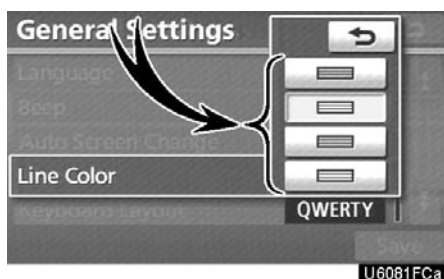 General Settings
Language
Beep
Auto Screen Change
Line Color
Keyboard Layout
QWERTY
Save
U6081FCa